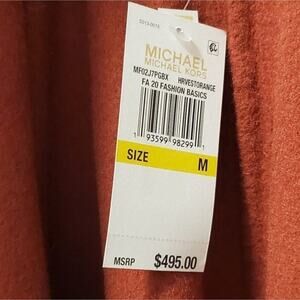 MICHAEL
MICHAEL KORS
MF02J7PGBX HRVESTORANGE
FA 20 FASHION BASICS
1 93599 98299 1
SIZE M
MSRP $495.00